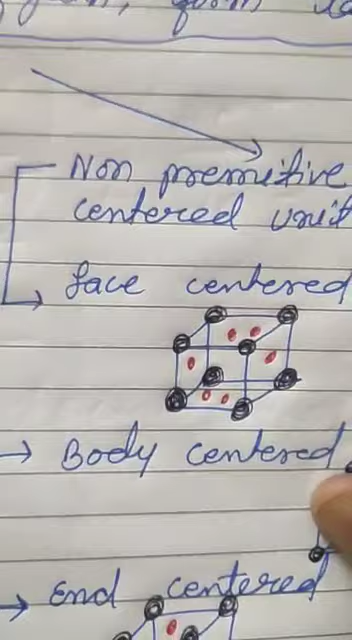 Non premitive
centered unit
face centered
→ Body centered
→ End centered